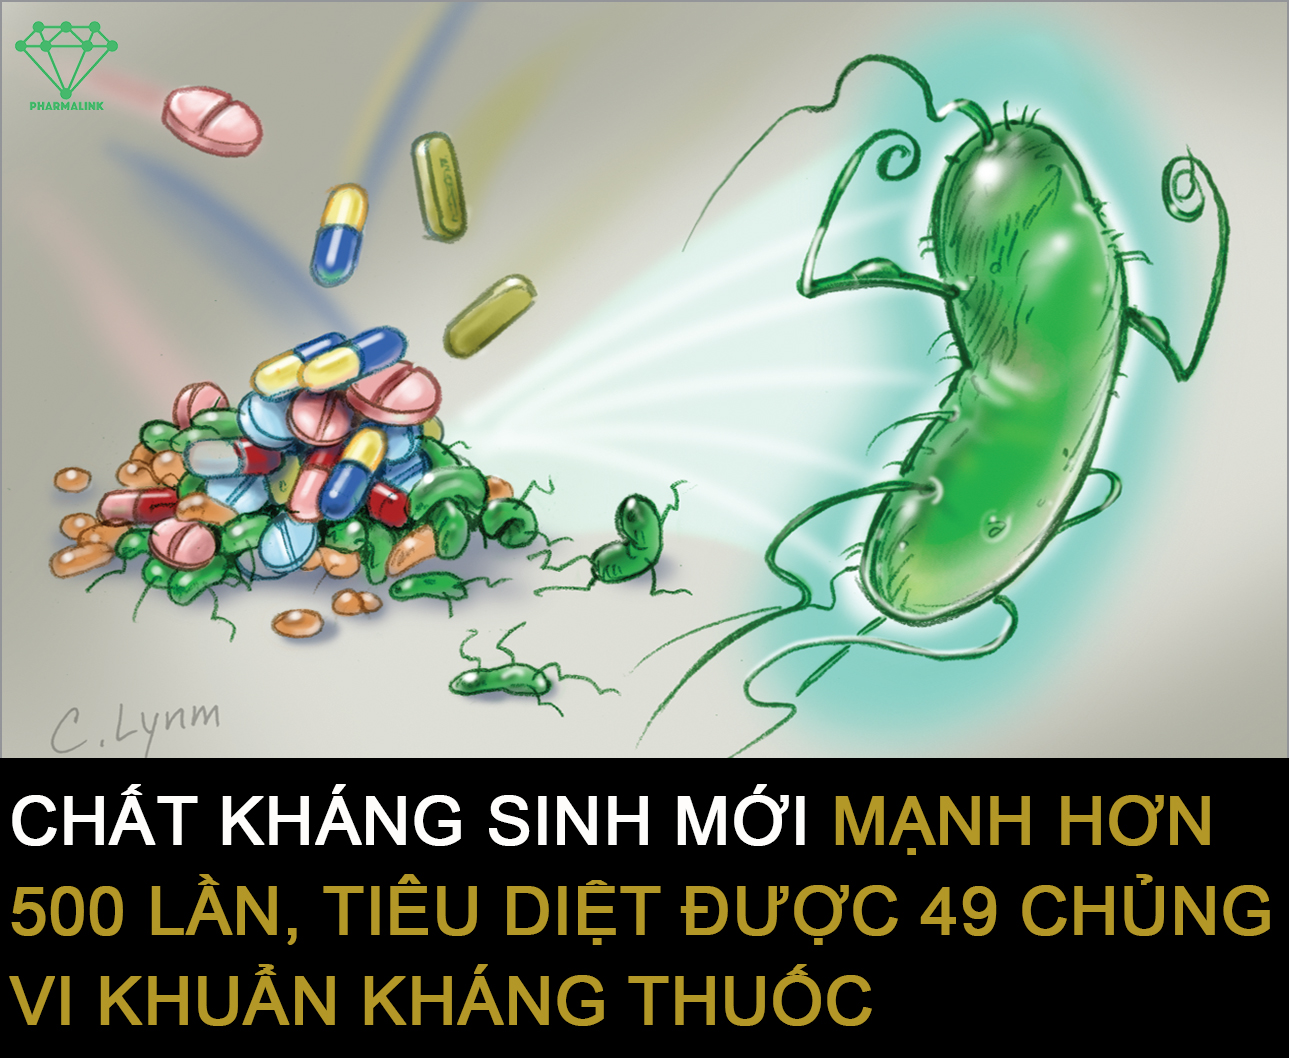 PHARMALINK
C. Lynm
CHẤT KHÁNG SINH MỚI MẠNH HƠN
500 LẦN, TIÊU DIỆT ĐƯỢC 49 CHỦNG
VI KHUẨN KHÁNG THUỐC